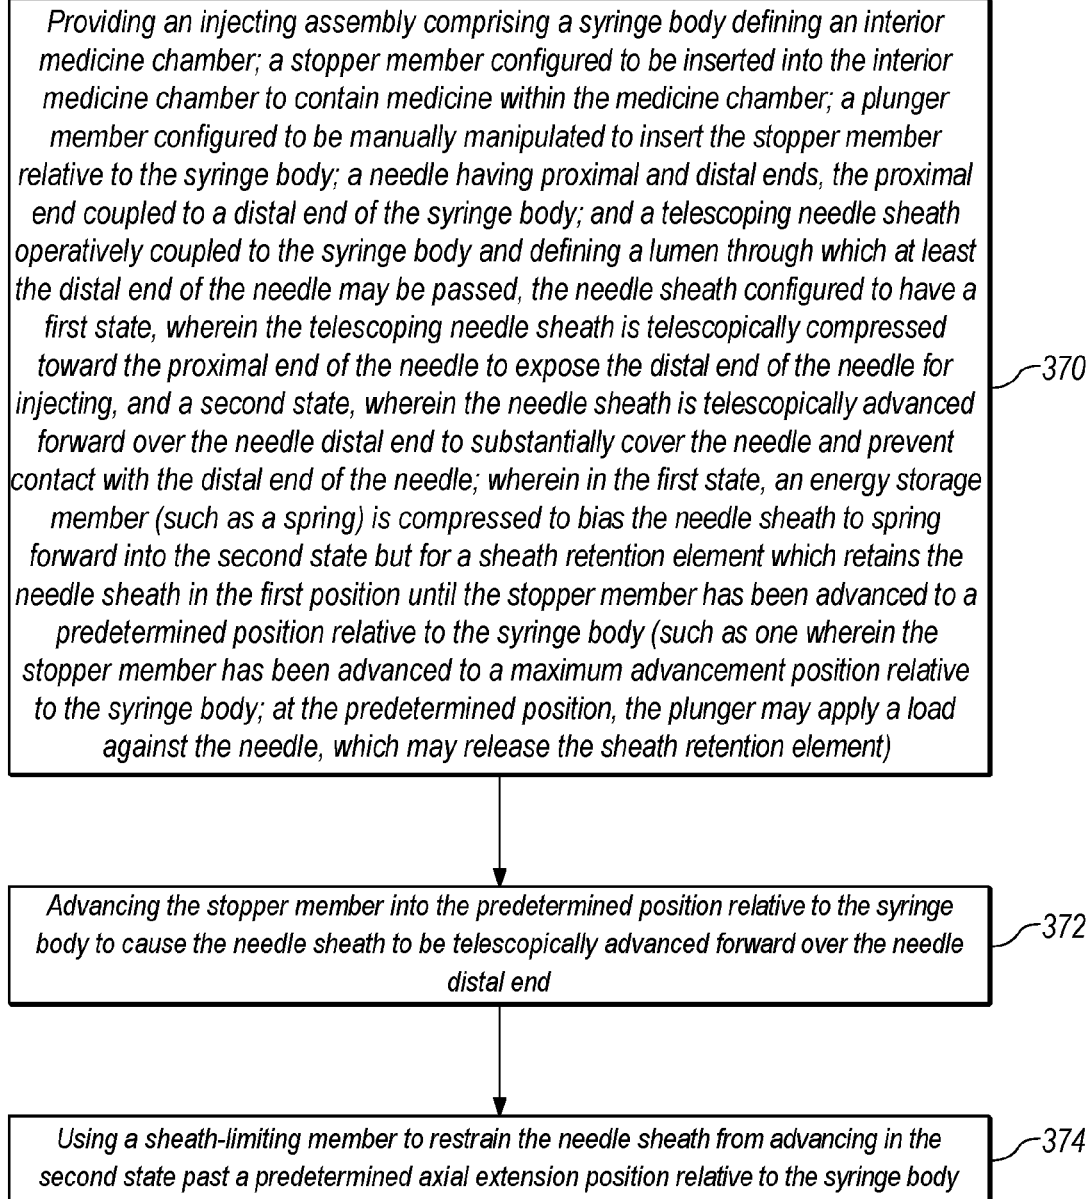 Providing an injecting assembly comprising a syringe body defining an interior
medicine chamber; a stopper member configured to be inserted into the interior
medicine chamber to contain medicine within the medicine chamber; a plunger
member configured to be manually manipulated to insert the stopper member
relative to the syringe body; a needle having proximal and distal ends, the proximal
end coupled to a distal end of the syringe body; and a telescoping needle sheath
operatively coupled to the syringe body and defining a lumen through which at least
the distal end of the needle may be passed, the needle sheath configured to have a
first state, wherein the telescoping needle sheath is telescopically compressed
toward the proximal end of the needle to expose the distal end of the needle for
injecting, and a second state, wherein the needle sheath is telescopically advanced
forward over the needle distal end to substantially cover the needle and prevent
contact with the distal end of the needle; wherein in the first state, an energy storage
member (such as a spring) is compressed to bias the needle sheath to spring
forward into the second state but for a sheath retention element which retains the
needle sheath in the first position until the stopper member has been advanced to a
predetermined position relative to the syringe body (such as one wherein the
stopper member has been advanced to a maximum advancement position relative
to the syringe body; at the predetermined position, the plunger may apply a load
against the needle, which may release the sheath retention element)
370
Advancing the stopper member into the predetermined position relative to the syringe
body to cause the needle sheath to be telescopically advanced forward over the needle
distal end
372
Using a sheath-limiting member to restrain the needle sheath from advancing in the
second state past a predetermined axial extension position relative to the syringe body
374